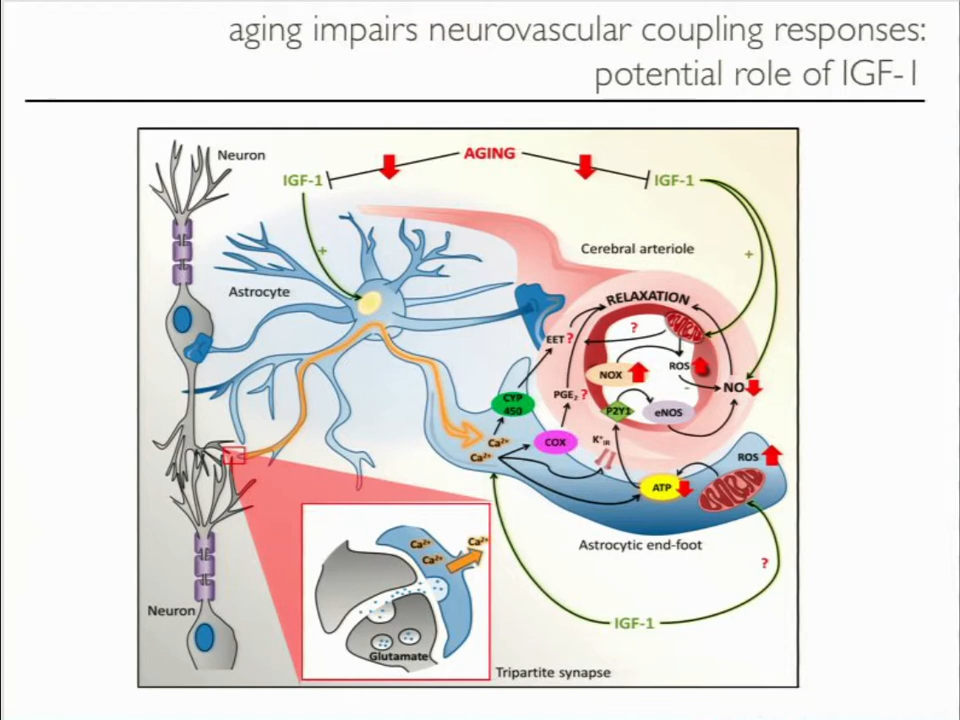 aging impairs neurovascular coupling responses:
potential role of IGF-1
Neuron
AGING
IGF-1
IGF-1
+
+
Cerebral arteriole
Astrocyte
RELAXATION
EET ?
?
ROS
NOX
NO
CYP
450
PGE₂ ?
P2Y1
eNOS
Ca²⁺
Ca²⁺
COX
K⁺IR
ROS
ATP
Astrocytic end-foot
?
Ca²⁺
Ca²⁺
Ca²⁺
Neuron
IGF-1
Glutamate
Tripartite synapse